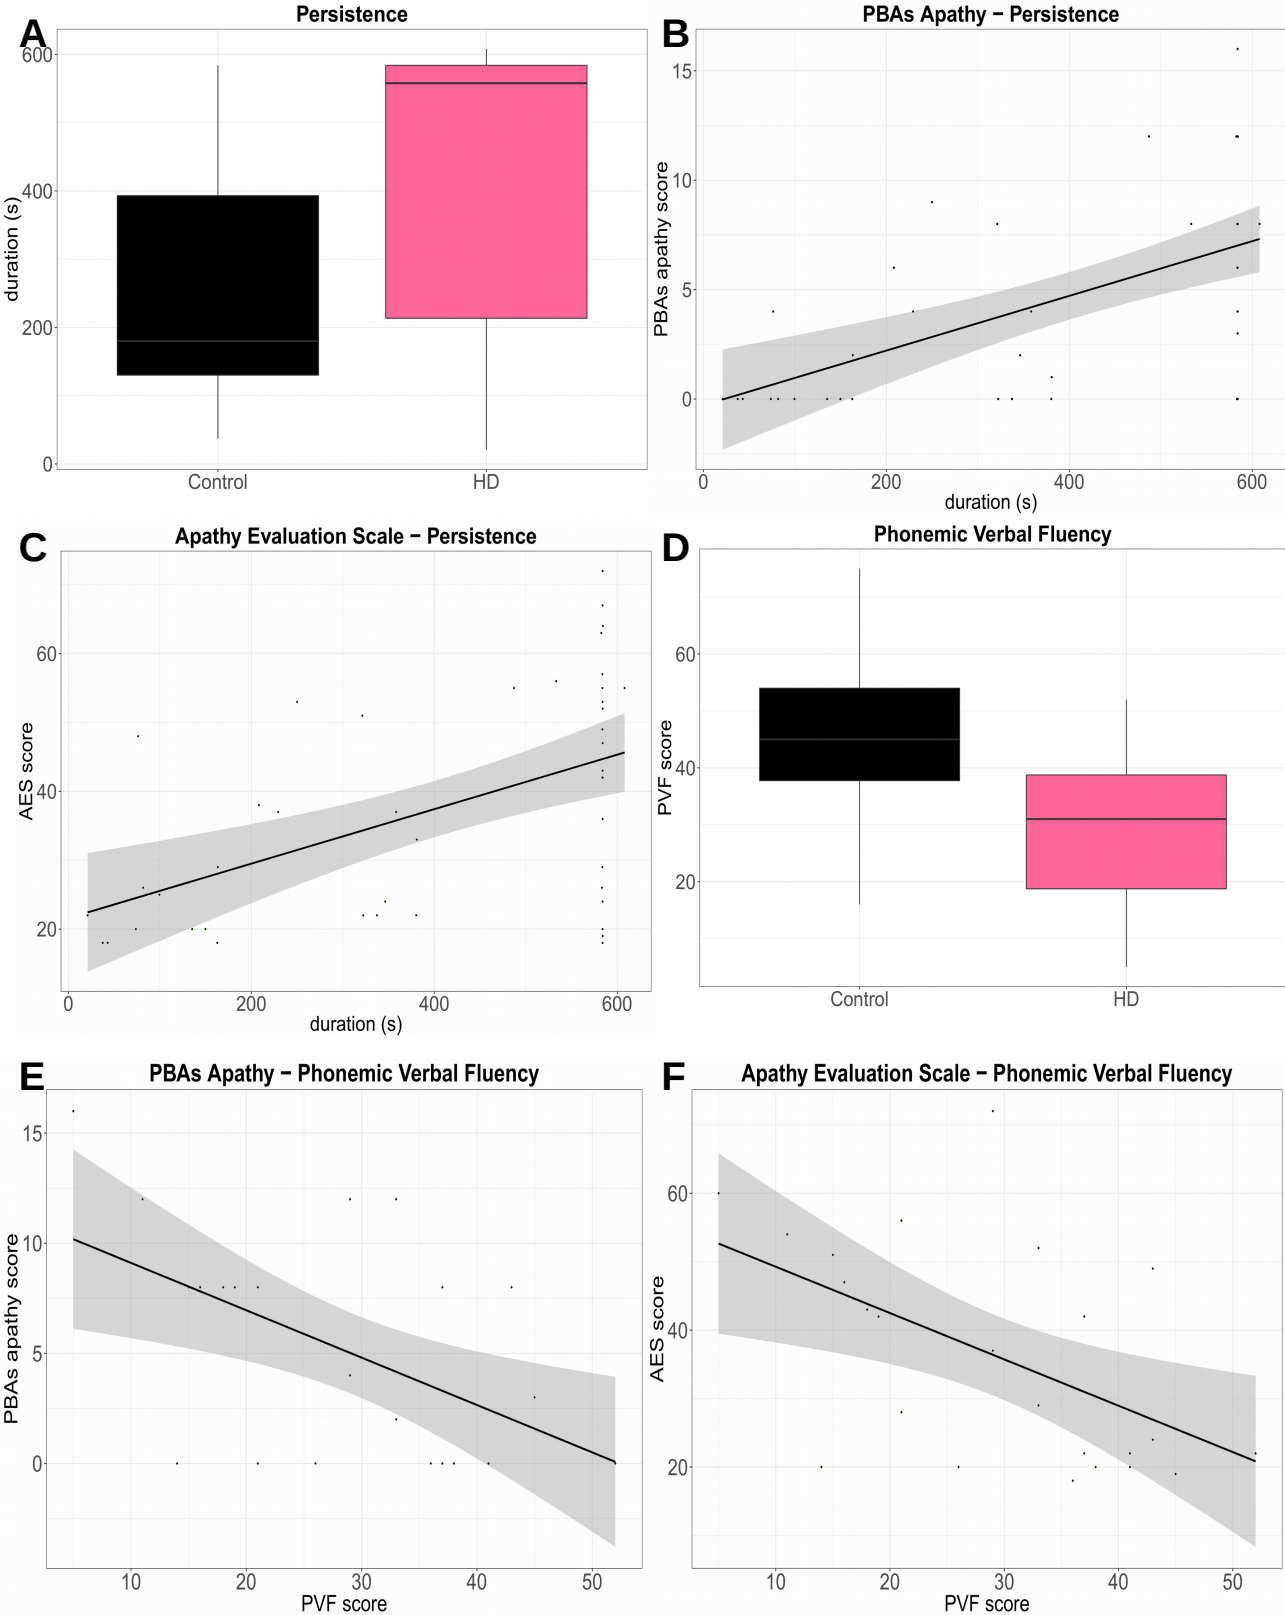 A
Persistence
600
400
200
0
duration (s)
Control HD
B
PBAs Apathy − Persistence
15
10
5
0
PBAs apathy score
0 200 400 600
duration (s)
C
Apathy Evaluation Scale − Persistence
60
40
20
AES score
0 200 400 600
duration (s)
D
Phonemic Verbal Fluency
60
40
20
PVF score
Control HD
E
PBAs Apathy − Phonemic Verbal Fluency
15
10
5
0
PBAs apathy score
10 20 30 40 50
PVF score
F
Apathy Evaluation Scale − Phonemic Verbal Fluency
60
40
20
AES score
10 20 30 40 50
PVF score